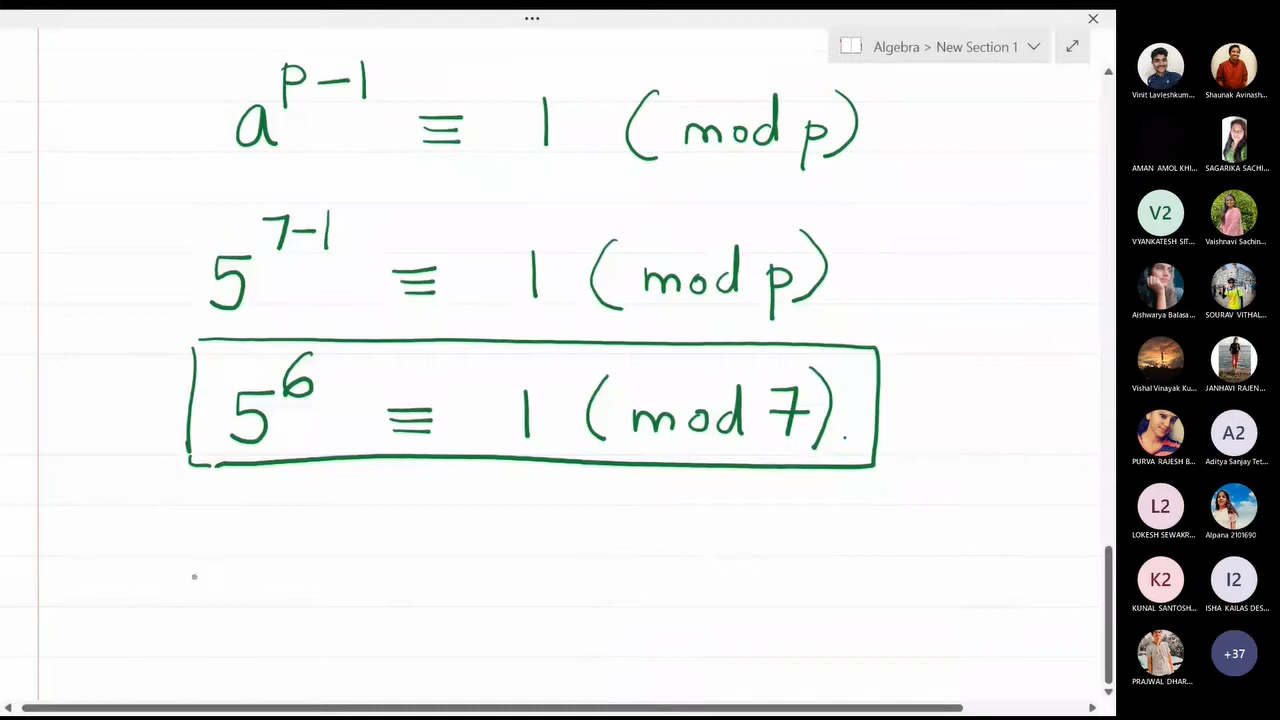 Algebra > New Section 1
a^{p-1} ≡ 1 (mod p)
5^{7-1} ≡ 1 (mod p)
5^6 ≡ 1 (mod 7).
Vinit Lavleshkum...
Shaunak Avinash...
AMAN AMOL KHI...
SAGARIKA SACHI...
V2
VYANKATESH SIT...
Vaishnavi Sachin...
Aishwarya Balasa...
SOURAV VITHAL...
Vishal Vinayak Ku...
JANHAVI RAJEN...
PURVA RAJESH B...
A2
Aditya Sanjay Tet...
L2
LOKESH SEWAKR...
Alpana 2101690
K2
KUNAL SANTOSH...
I2
ISHA KAILAS DES...
PRAJWAL DHAR...
+37